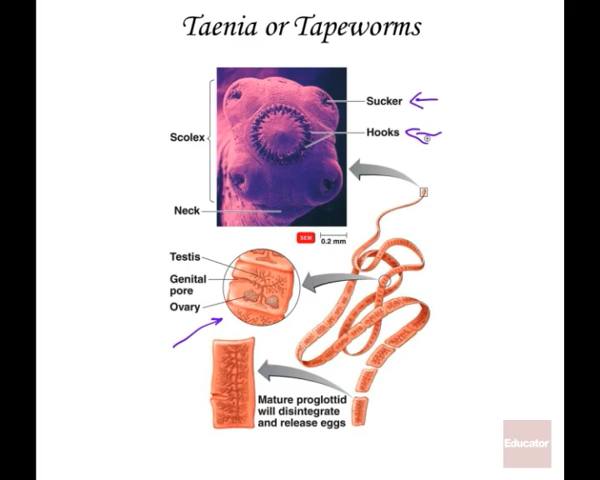 Taenia or Tapeworms
Sucker
Hooks
Scolex
Neck
SEM
0.2 mm
Testis
Genital
pore
Ovary
Mature proglottid
will disintegrate
and release eggs
Educator